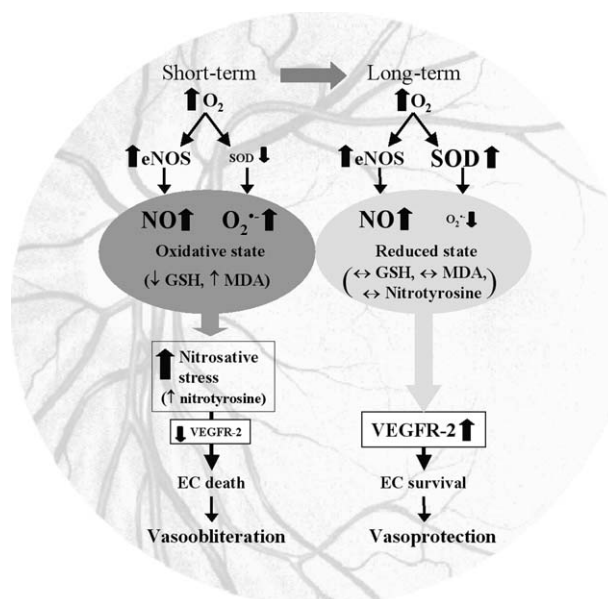 Short-term Long-term
⬆O₂ ⬆O₂
⬆eNOS SOD⬇ ⬆eNOS SOD⬆
NO⬆ O₂•-⬆ NO⬆ O₂•-⬇
Oxidative state Reduced state
(↓ GSH, ↑ MDA) (↔ GSH, ↔ MDA,
↔ Nitrotyrosine)
⬆ Nitrosative
stress
(↑ nitrotyrosine)
⬇ VEGFR-2 VEGFR-2⬆
EC death EC survival
Vasoobliteration Vasoprotection